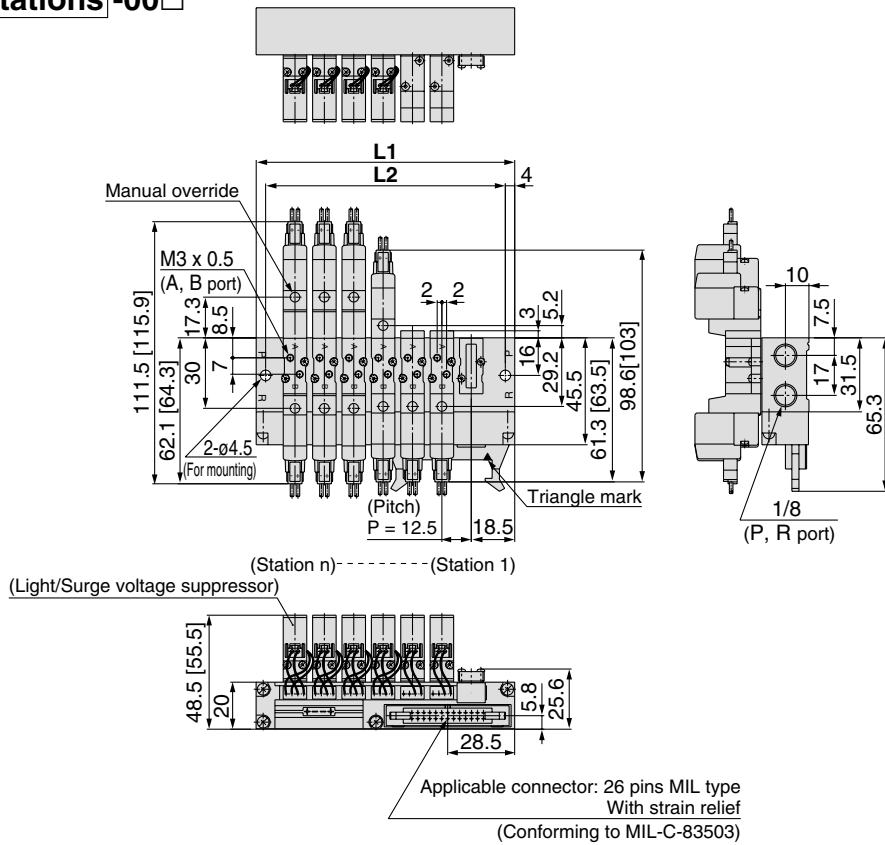 tations -00□
L1
L2
4
Manual override
M3 x 0.5
(A, B port)
111.5 [115.9]
17.3
8.5
62.1 [64.3]
30
7
2-ø4.5
(For mounting)
2
2
3
5.2
16
29.2
45.5
61.3 [63.5]
98.6[103]
P
R
A
B
A
B
A
B
A
B
A
B
A
B
P
R
(Pitch)
P = 12.5
18.5
Triangle mark
10
7.5
17
31.5
65.3
1/8
(P, R port)
(Station n)---------(Station 1)
(Light/Surge voltage suppressor)
48.5 [55.5]
20
5.8
25.6
28.5
Applicable connector: 26 pins MIL type
With strain relief
(Conforming to MIL-C-83503)